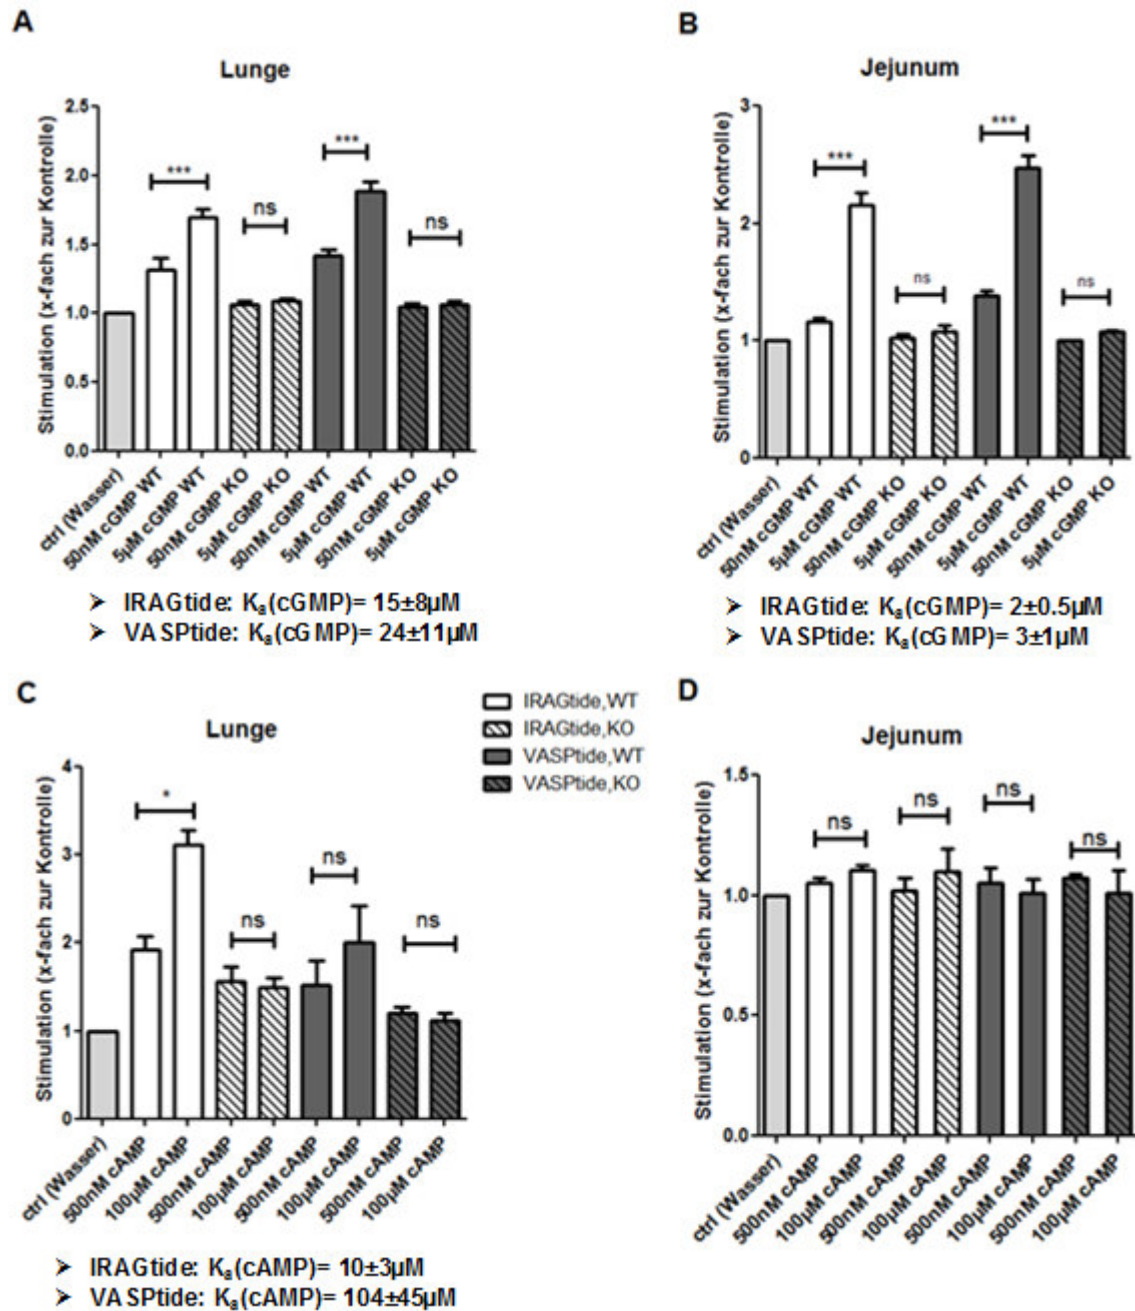 A
Lunge
Stimulation (x-fach zur Kontrolle)
2.5
2.0
1.5
1.0
0.5
0.0
***
ns
***
ns
ctrl (Wasser)
50nM cGMP WT
5µM cGMP WT
50nM cGMP KO
5µM cGMP KO
50nM cGMP WT
5µM cGMP WT
50nM cGMP KO
5µM cGMP KO
➤ IRAGtide: Ka(cGMP)= 15±8µM
➤ VASPtide: Ka(cGMP)= 24±11µM
B
Jejunum
Stimulation (x-fach zur Kontrolle)
3
2
1
0
***
ns
***
ns
ctrl (Wasser)
50nM cGMP WT
5µM cGMP WT
50nM cGMP KO
5µM cGMP KO
50nM cGMP WT
5µM cGMP WT
50nM cGMP KO
5µM cGMP KO
➤ IRAGtide: Ka(cGMP)= 2±0.5µM
➤ VASPtide: Ka(cGMP)= 3±1µM
C
Lunge
Stimulation (x-fach zur Kontrolle)
4
3
2
1
0
*
ns
ns
ns
ctrl (Wasser)
500nM cAMP
100µM cAMP
500nM cAMP
100µM cAMP
500nM cAMP
100µM cAMP
500nM cAMP
100µM cAMP
➤ IRAGtide: Ka(cAMP)= 10±3µM
➤ VASPtide: Ka(cAMP)= 104±45µM
IRAGtide,WT
IRAGtide,KO
VASPtide,WT
VASPtide,KO
D
Jejunum
Stimulation (x-fach zur Kontrolle)
1.5
1.0
0.5
0.0
ns
ns
ns
ns
ctrl (Wasser)
500nM cAMP
100µM cAMP
500nM cAMP
100µM cAMP
500nM cAMP
100µM cAMP
500nM cAMP
100µM cAMP